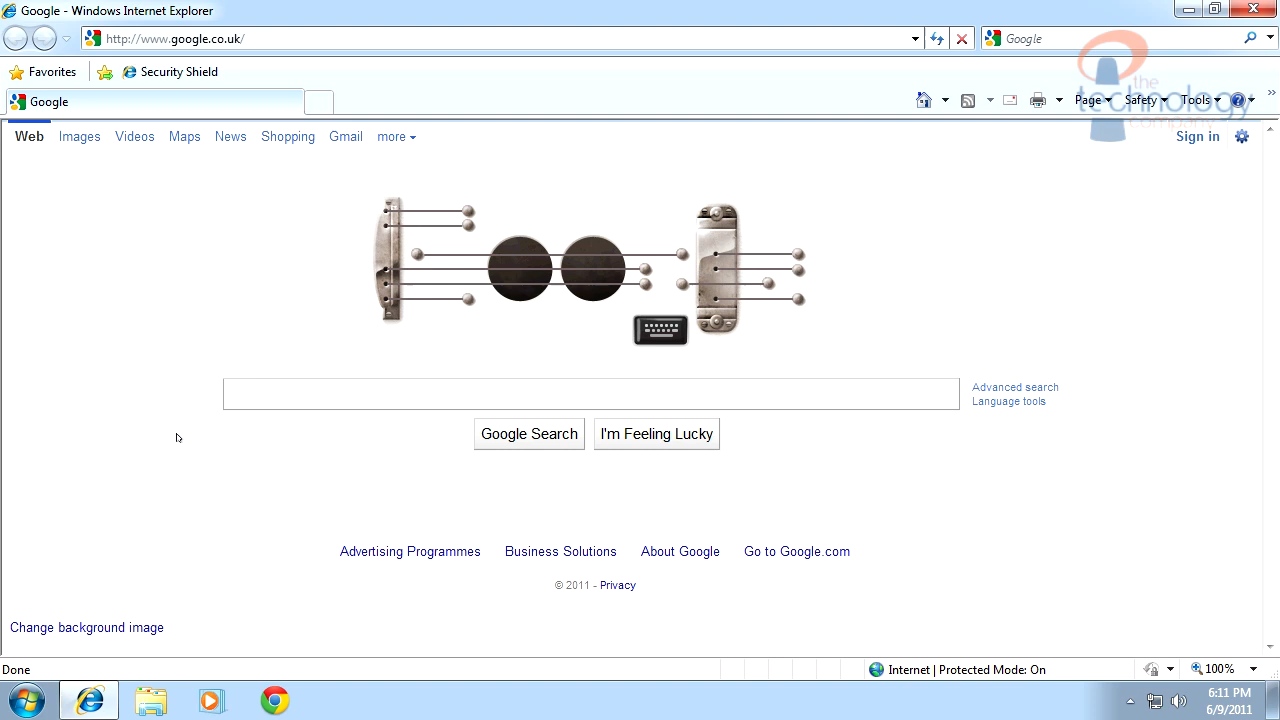 Google - Windows Internet Explorer
http://www.google.co.uk/
Google
Favorites
Security Shield
the technology company
Google
Page
Safety
Tools
Web Images Videos Maps News Shopping Gmail more
Sign in
Advanced search
Language tools
Google Search
I'm Feeling Lucky
Advertising Programmes
Business Solutions
About Google
Go to Google.com
© 2011 - Privacy
Change background image
Done
Internet | Protected Mode: On
100%
6:11 PM
6/9/2011